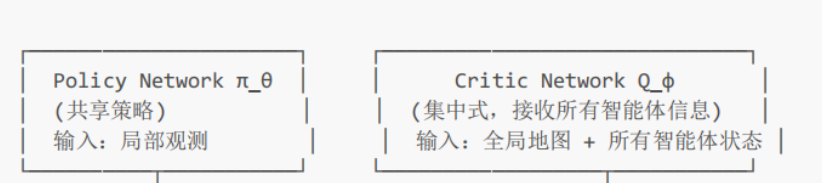 Policy Network π_θ
(共享策略)
输入：局部观测
Critic Network Q_ϕ
(集中式，接收所有智能体信息)
输入：全局地图 + 所有智能体状态